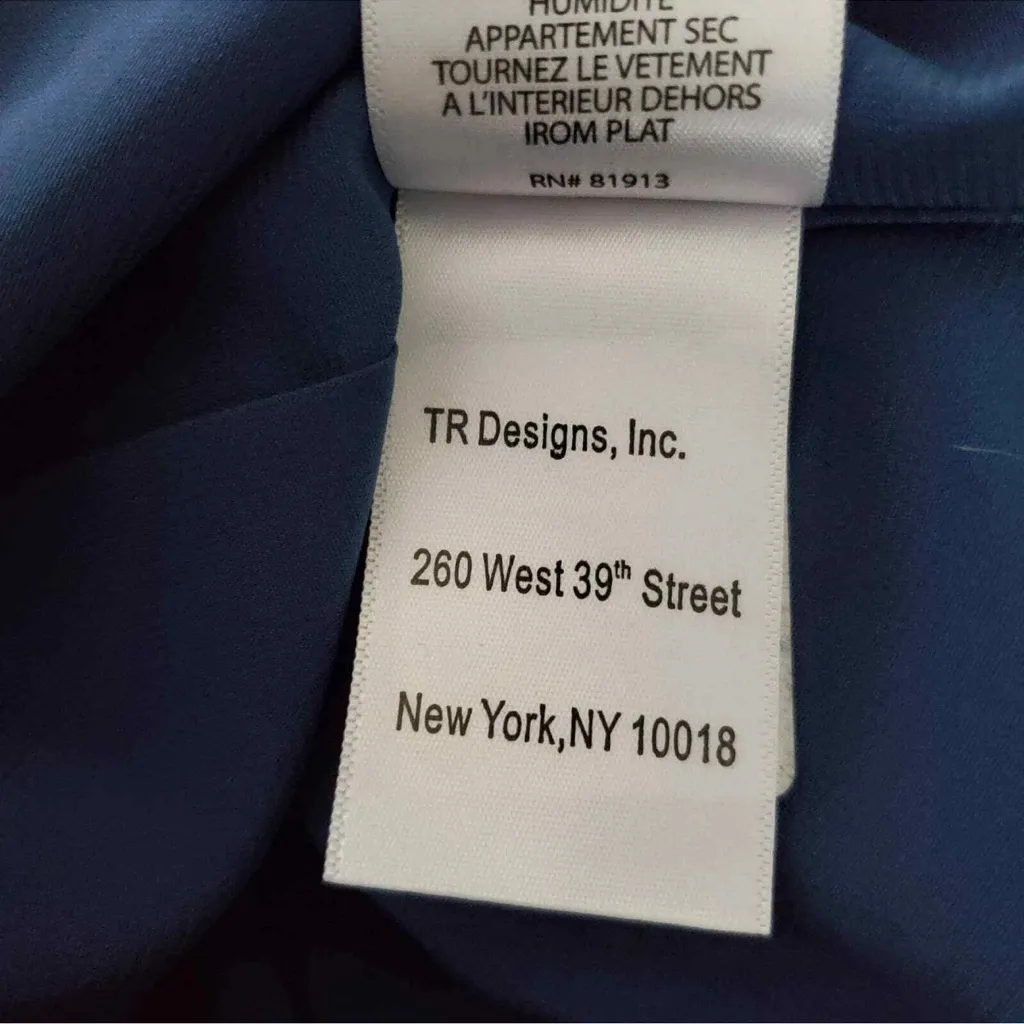 HUMIDITE
APPARTEMENT SEC
TOURNEZ LE VETEMENT
A L'INTERIEUR DEHORS
IROM PLAT
RN# 81913
TR Designs, Inc.
260 West 39th Street
New York,NY 10018